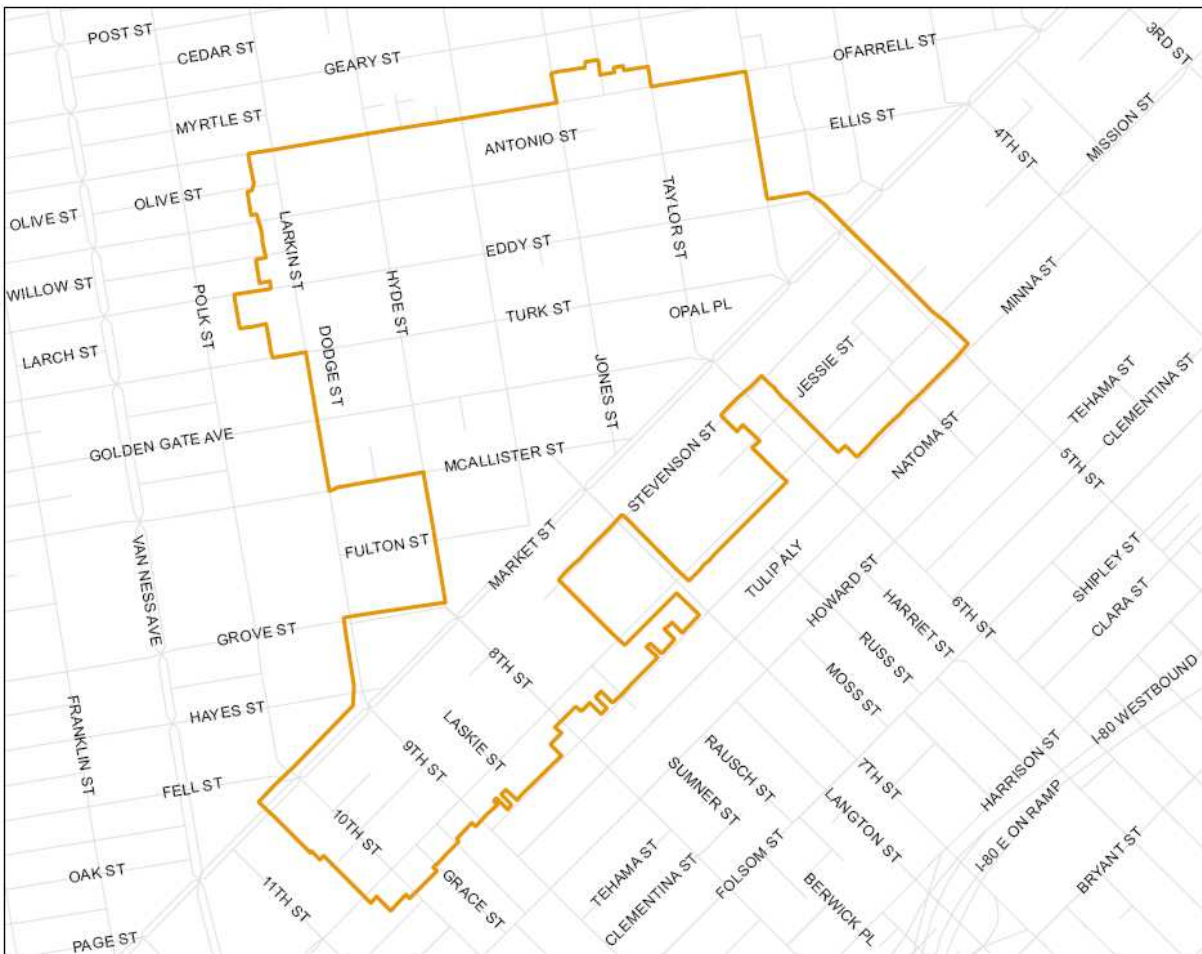 POST ST
CEDAR ST
GEARY ST
OFARRELL ST
3RD ST
MYRTLE ST
ANTONIO ST
ELLIS ST
4TH ST
MISSION ST
OLIVE ST
OLIVE ST
LARKIN ST
TAYLOR ST
EDDY ST
WILLOW ST
POLK ST
HYDE ST
TURK ST
OPAL PL
MINNA ST
LARCH ST
DODGE ST
JONES ST
JESSIE ST
TEHAMA ST
CLEMENTINA ST
GOLDEN GATE AVE
MCALLISTER ST
STEVENSON ST
NATOMA ST
5TH ST
VAN NESS AVE
FULTON ST
MARKET ST
TULIP ALY
HOWARD ST
HARRIET ST
6TH ST
SHIPLEY ST
CLARA ST
GROVE ST
8TH ST
RUSS ST
MOSS ST
FRANKLIN ST
HAYES ST
LASKIE ST
9TH ST
RAUSCH ST
SUMNER ST
7TH ST
LANGTON ST
HARRISON ST
I-80 WESTBOUND
FELL ST
10TH ST
I-80 E ON RAMP
OAK ST
11TH ST
GRACE ST
TEHAMA ST
CLEMENTINA ST
FOLSOM ST
BERWICK PL
BRYANT ST
PAGE ST